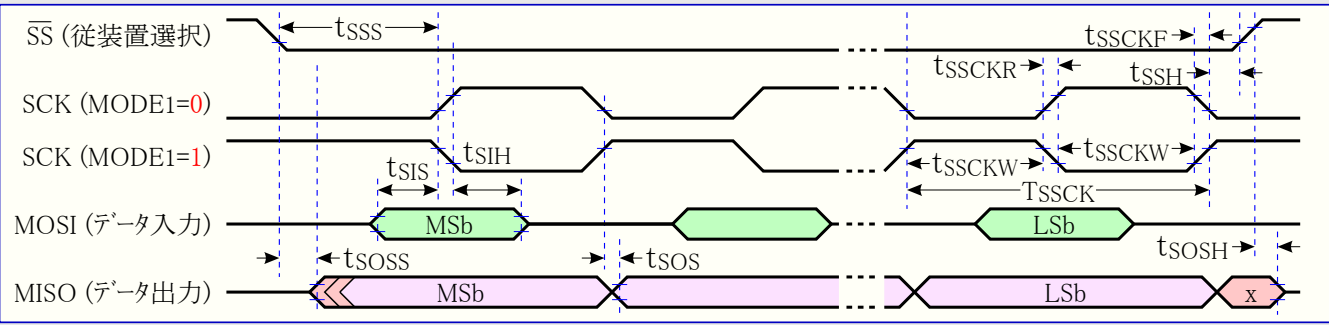 SS (従装置選択)
tSSS
tSSCKF
tSSCKR
tSSH
SCK (MODE1=0)
SCK (MODE1=1)
tSIS
tSIH
tSSCKW
tSSCKW
TSSCK
MOSI (ﾃﾞｰﾀ入力)
MSb
LSb
tSOSS
tSOS
tSOSH
MISO (ﾃﾞｰﾀ出力)
MSb
LSb
x